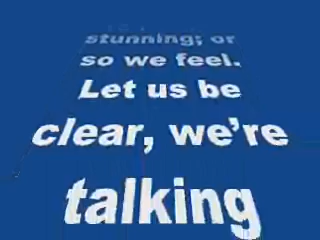 stunning; or
so we feel.
Let us be
clear, we're
talking